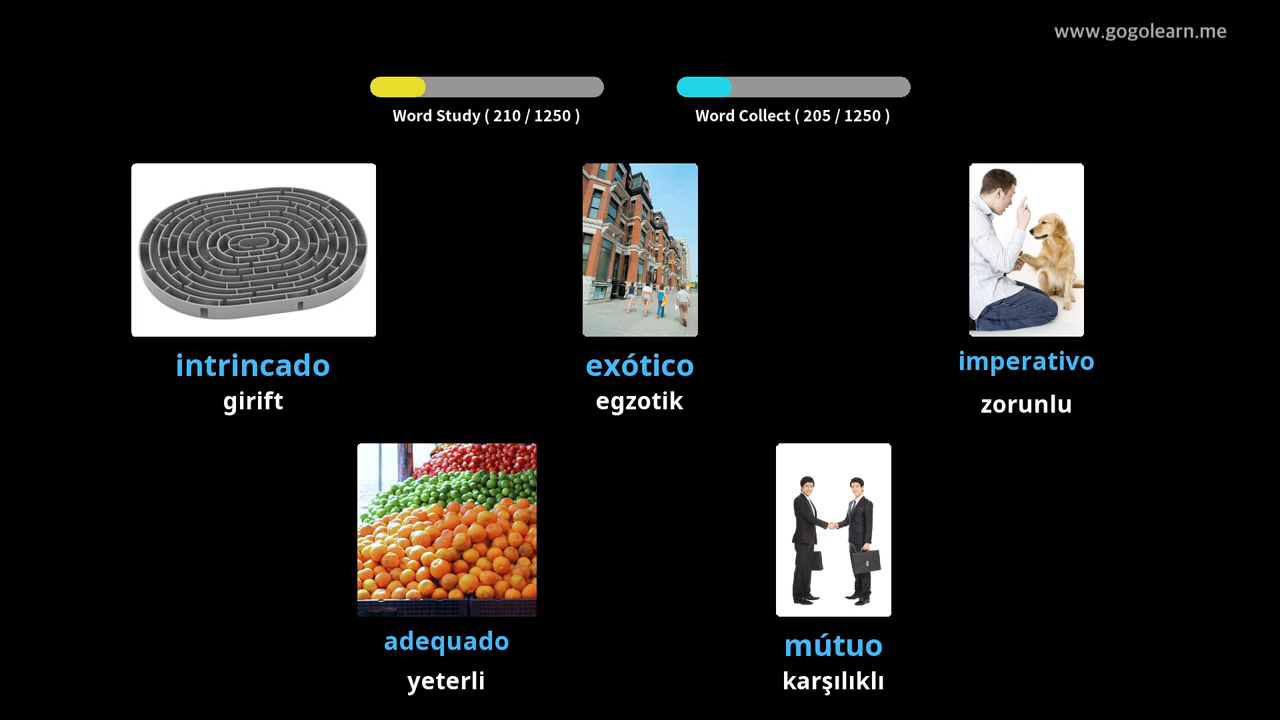 www.gogolearn.me
Word Study ( 210 / 1250 )
Word Collect ( 205 / 1250 )
intrincado
girift
exótico
egzotik
imperativo
zorunlu
adequado
yeterli
mútuo
karşılıklı